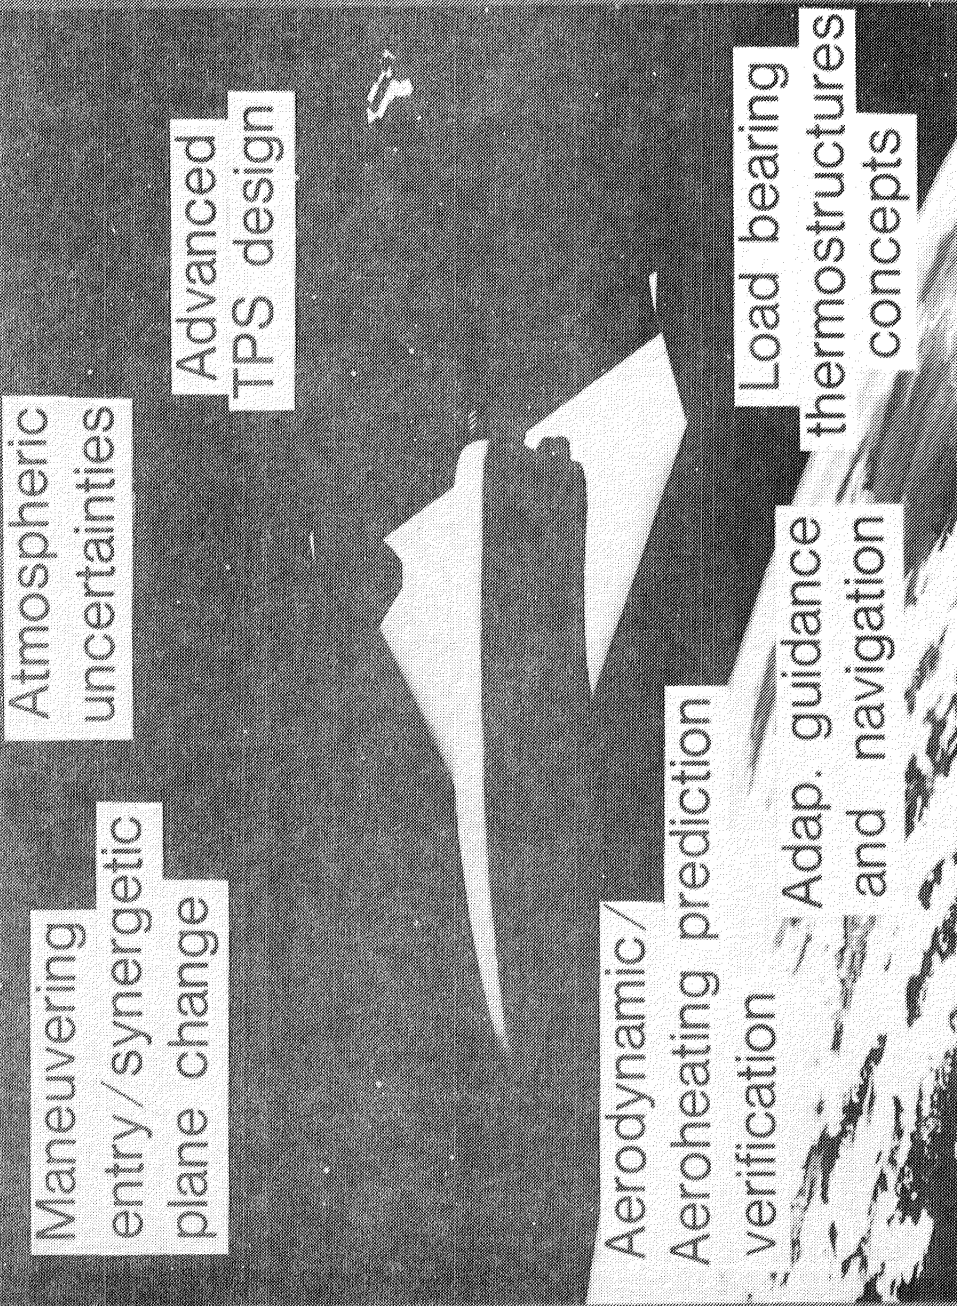 Maneuvering
entry/synergetic
plane change
Atmospheric
uncertainties
Advanced
TPS design
Aerodynamic/
Aeroheating prediction
verification
Adap. guidance
and navigation
Load bearing
thermostructures
concepts